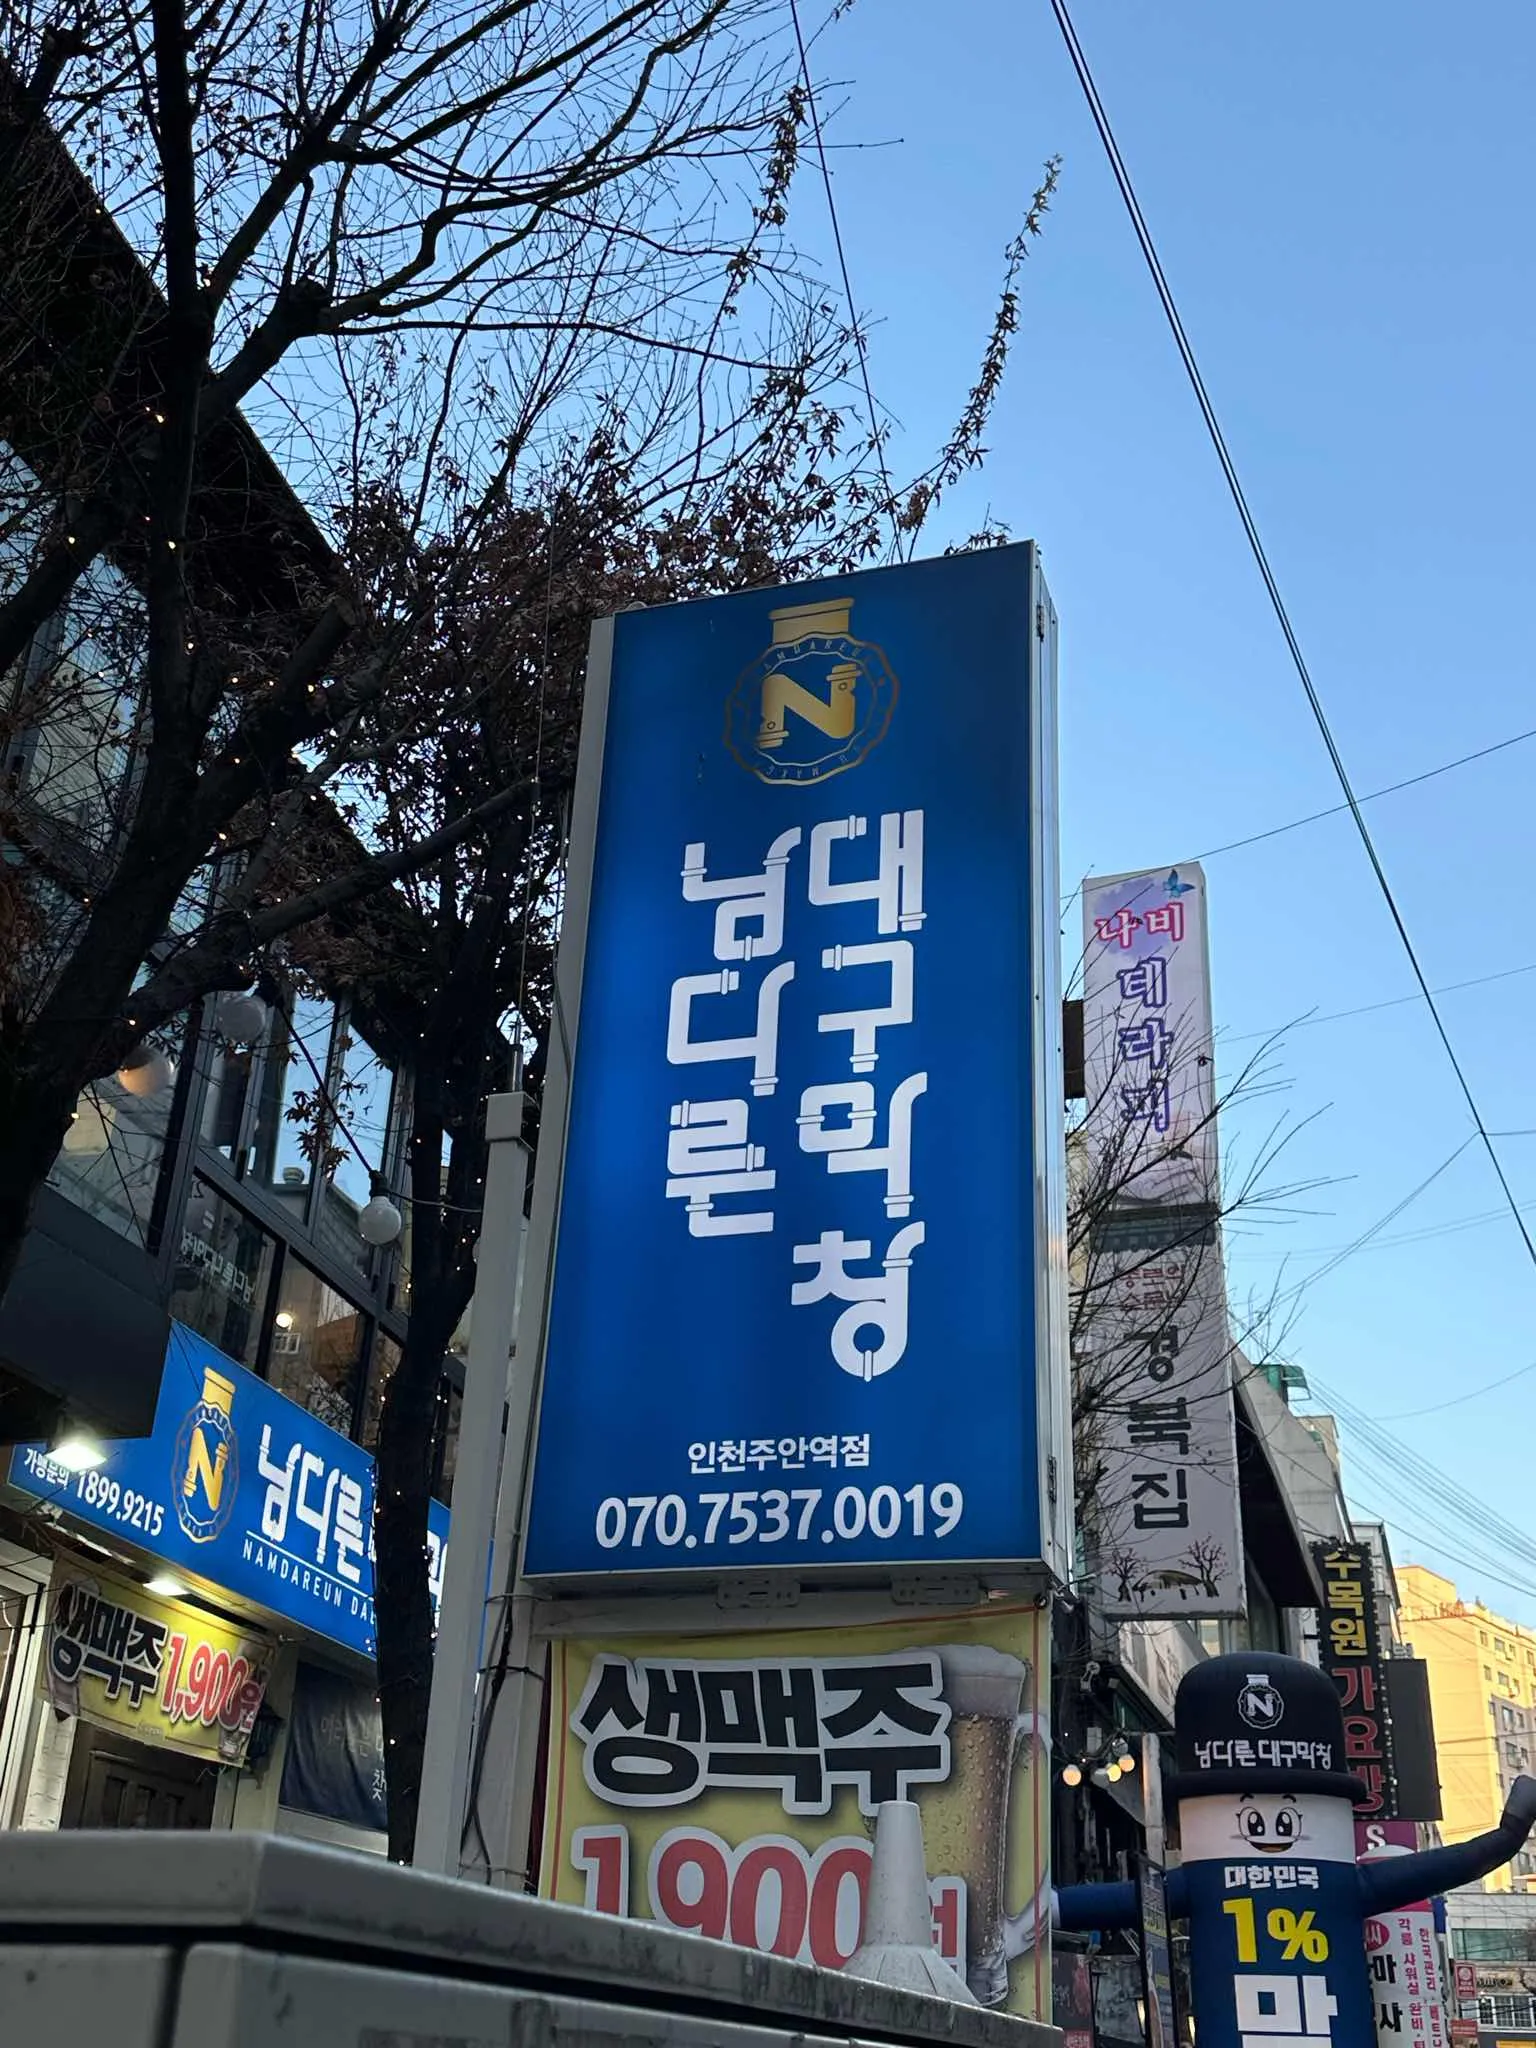 N
남다른
대구막창
인천주안역점
070.7537.0019
생맥주
1,900원
가맹문의 1899.9215
N
남다른
NAMDAREUN
생맥주 1,900원
나비
테라피
경북집
수목원
가요방
N
남다른 대구막창
대한민국
1%
막